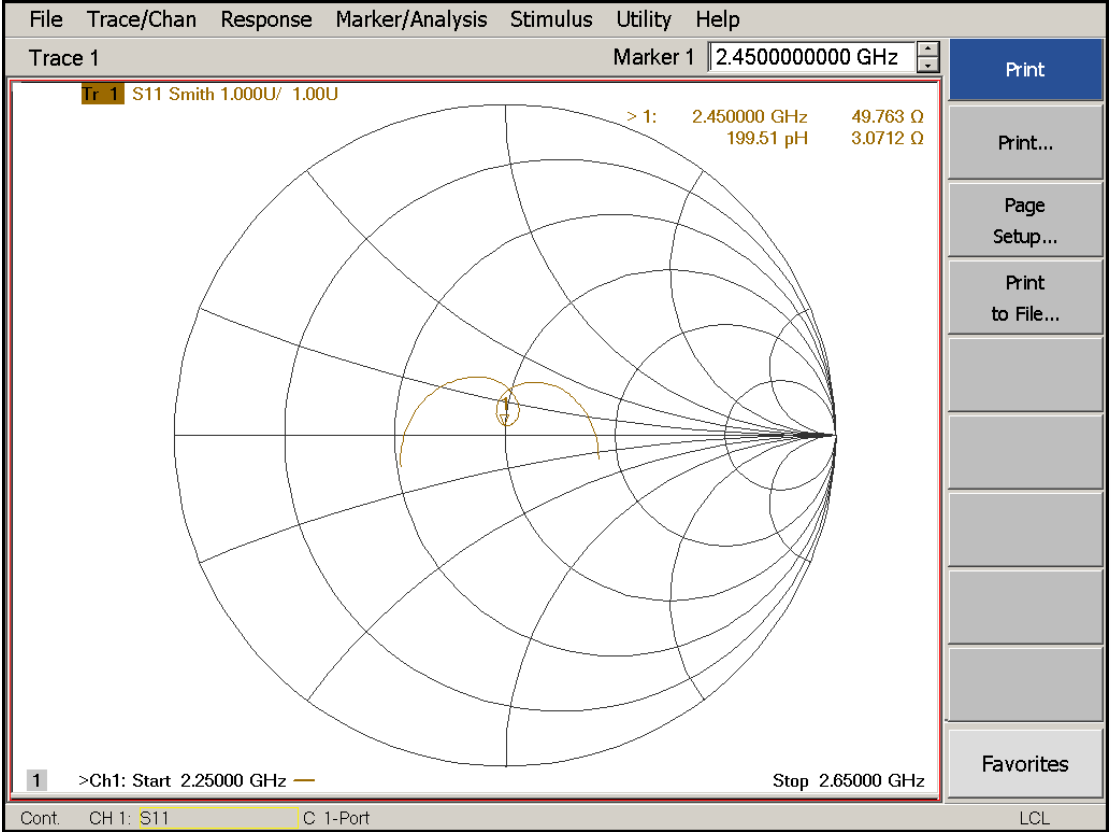 File Trace/Chan Response Marker/Analysis Stimulus Utility Help
Trace 1 Marker 1 2.4500000000 GHz
Tr 1 S11 Smith 1.000U/ 1.00U
> 1: 2.450000 GHz 49.763 Ω
199.51 pH 3.0712 Ω
1
1 >Ch1: Start 2.25000 GHz Stop 2.65000 GHz
Cont. CH 1: S11 C 1-Port LCL
Print
Print...
Page
Setup...
Print
to File...
Favorites